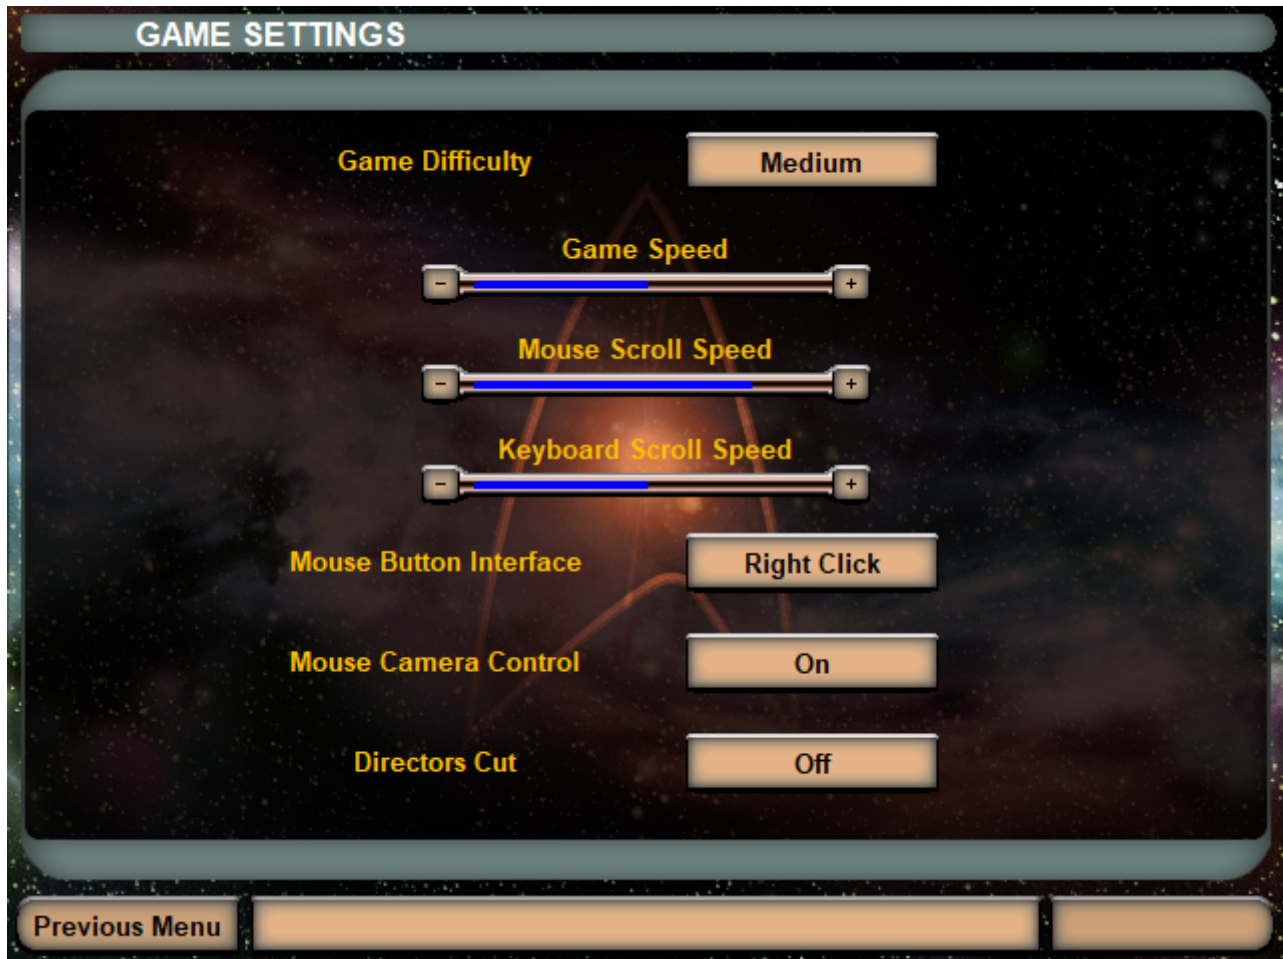 GAME SETTINGS
Game Difficulty Medium
Game Speed
- +
Mouse Scroll Speed
- +
Keyboard Scroll Speed
- +
Mouse Button Interface Right Click
Mouse Camera Control On
Directors Cut Off
Previous Menu